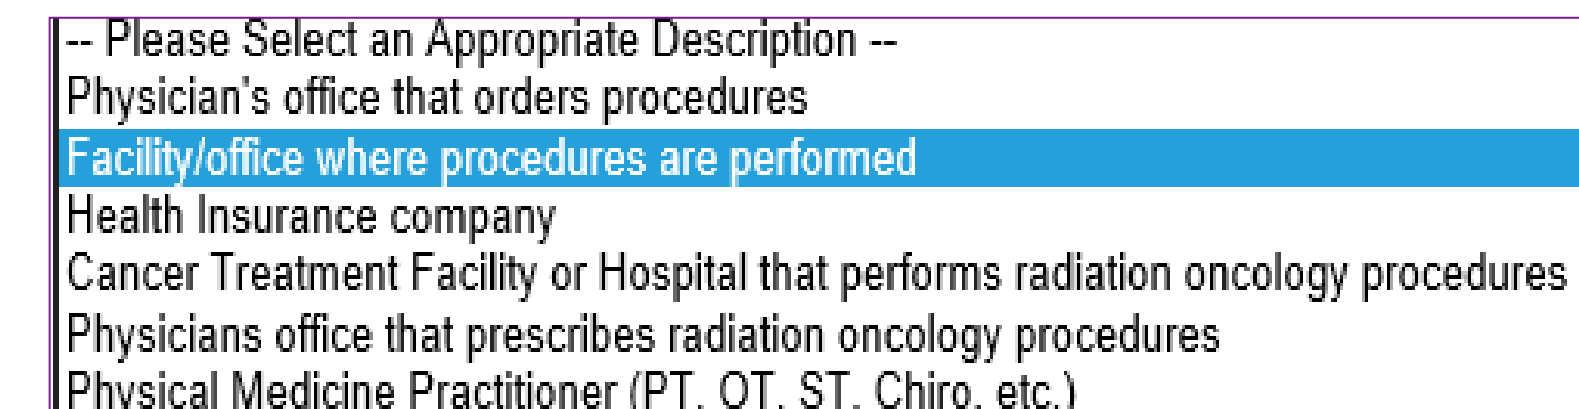 -- Please Select an Appropriate Description --
Physician's office that orders procedures
Facility/office where procedures are performed
Health Insurance company
Cancer Treatment Facility or Hospital that performs radiation oncology procedures
Physicians office that prescribes radiation oncology procedures
Physical Medicine Practitioner (PT, OT, ST, Chiro, etc.)